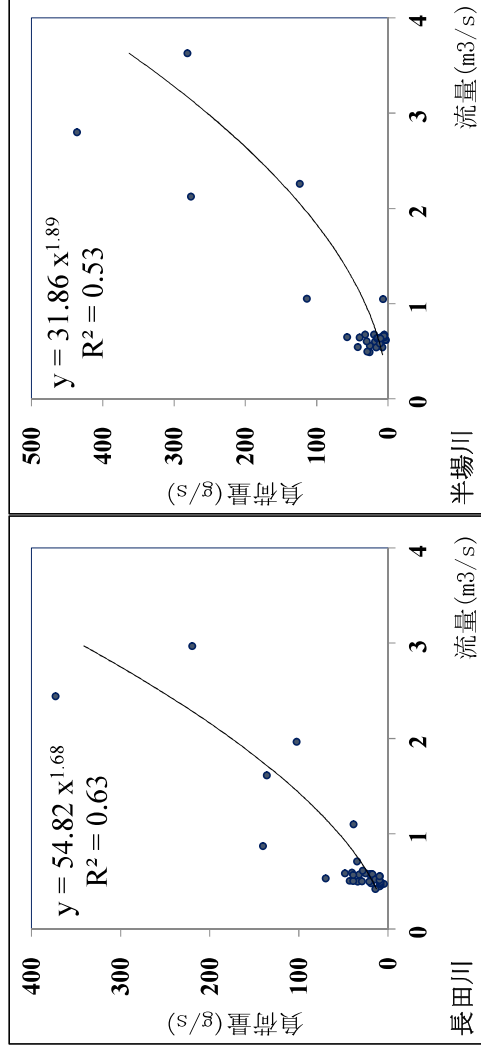 y = 54.82 x^1.68
R² = 0.63
400
300
200
100
0
負荷量(g/s)
0
1
2
3
4
流量(m3/s)
長田川
y = 31.86 x^1.89
R² = 0.53
500
400
300
200
100
0
負荷量(g/s)
0
1
2
3
4
流量(m3/s)
半場川